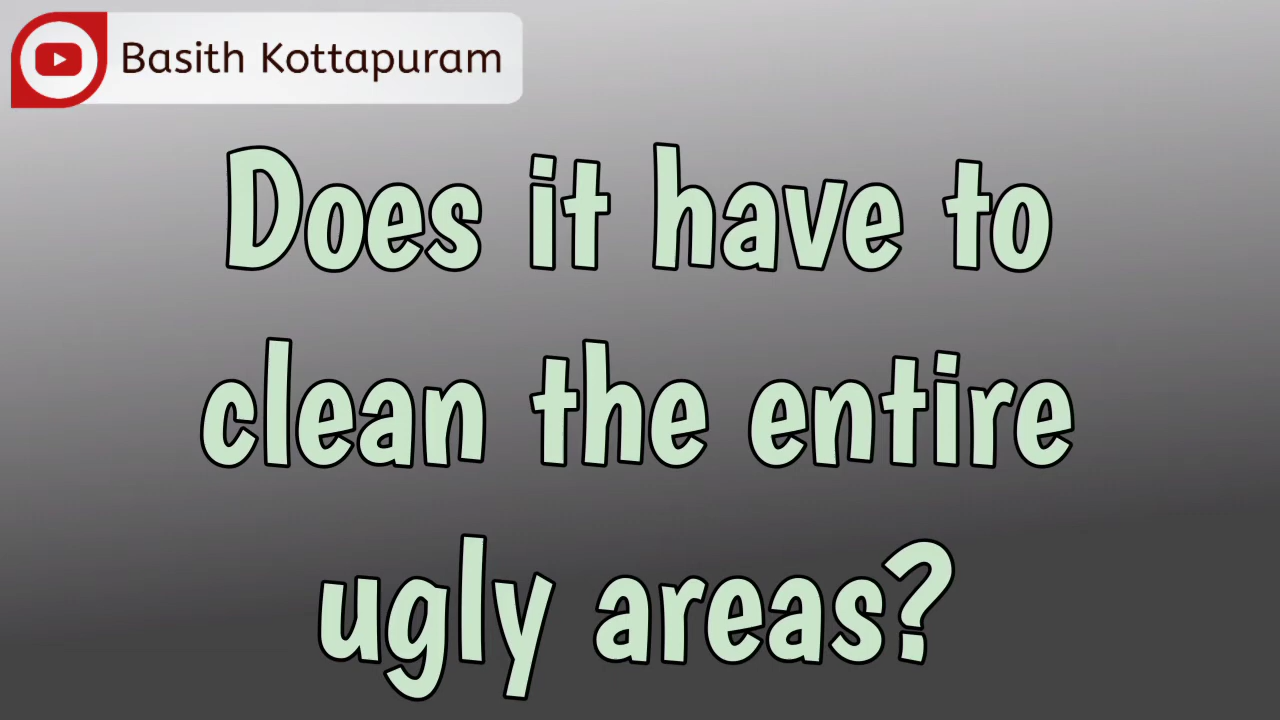 Basith Kottapuram
Does it have to
clean the entire
ugly areas?